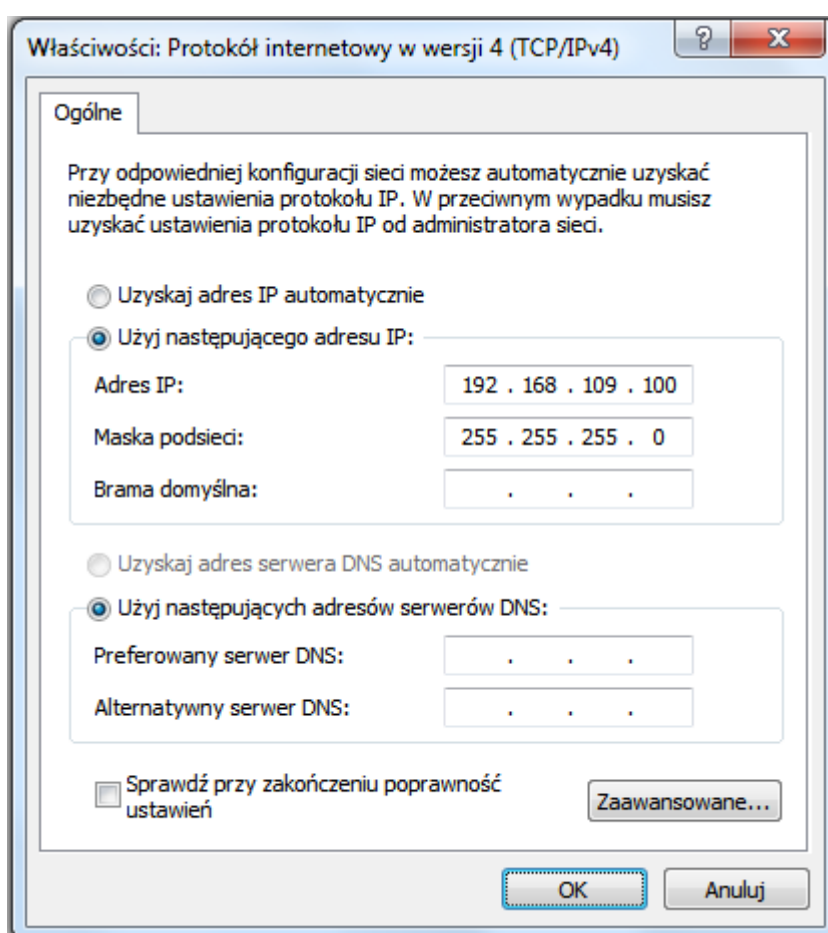 Właściwości: Protokół internetowy w wersji 4 (TCP/IPv4)
Ogólne
Przy odpowiedniej konfiguracji sieci możesz automatycznie uzyskać
niezbędne ustawienia protokołu IP. W przeciwnym wypadku musisz
uzyskać ustawienia protokołu IP od administratora sieci.
Uzyskaj adres IP automatycznie
Użyj następującego adresu IP:
Adres IP: 192 . 168 . 109 . 100
Maska podsieci: 255 . 255 . 255 . 0
Brama domyślna: . . .
Uzyskaj adres serwera DNS automatycznie
Użyj następujących adresów serwerów DNS:
Preferowany serwer DNS: . . .
Alternatywny serwer DNS: . . .
Sprawdź przy zakończeniu poprawność
ustawień
Zaawansowane...
OK Anuluj